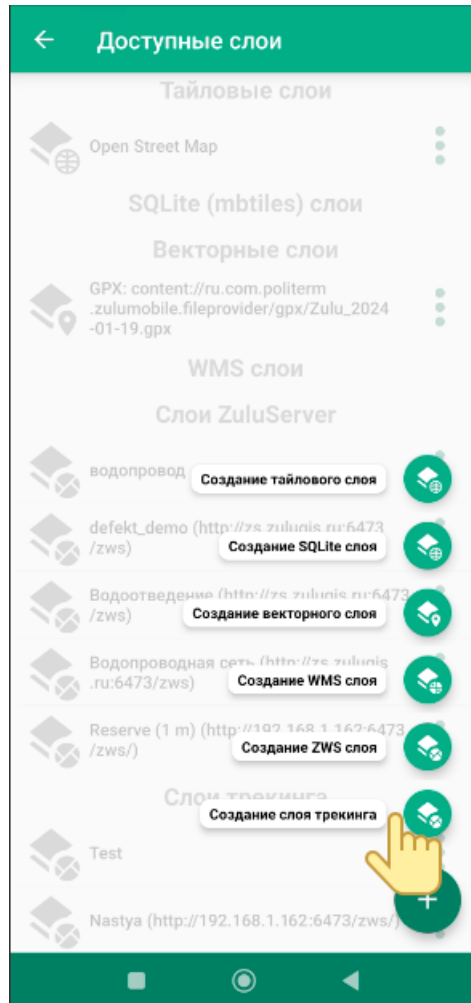 Доступные слои
Тайловые слои
Open Street Map
SQLite (mbtiles) слои
Векторные слои
GPX: content://ru.com.politerm
.zulumobile.fileprovider/gpx/Zulu_2024
-01-19.gpx
WMS слои
Слои ZuluServer
водопровод
Создание тайлового слоя
defekt_demo (http://zs.zulugis.ru:6473
/zws)
Создание SQLite слоя
Водоотведение (http://zs.zulugis.ru:6473
/zws)
Создание векторного слоя
Водопроводная сеть (http://zs.zulugis
.ru:6473/zws)
Создание WMS слоя
Reserve (1 m) (http://192.168.1.162:6473
/zws/)
Создание ZWS слоя
Слои трекинга
Создание слоя трекинга
Test
Nastya (http://192.168.1.162:6473/zws/)